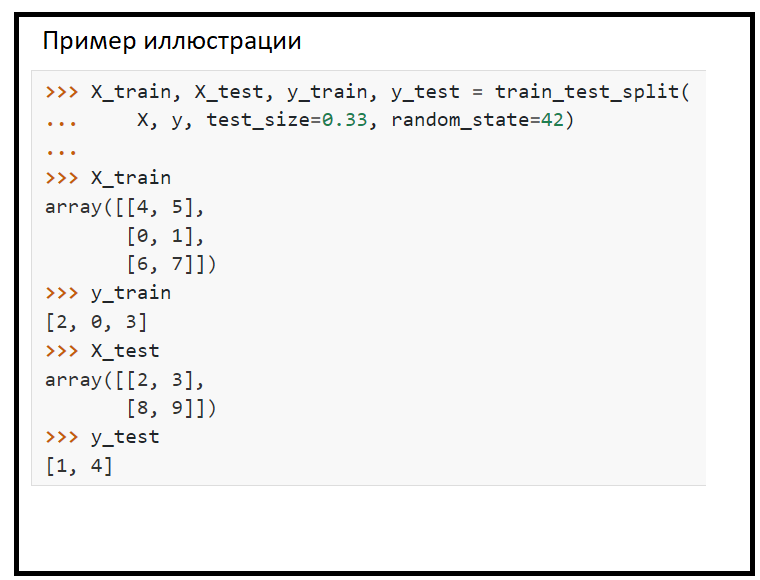 Пример иллюстрации
>>> X_train, X_test, y_train, y_test = train_test_split(
...     X, y, test_size=0.33, random_state=42)
...
>>> X_train
array([[4, 5],
       [0, 1],
       [6, 7]])
>>> y_train
[2, 0, 3]
>>> X_test
array([[2, 3],
       [8, 9]])
>>> y_test
[1, 4]